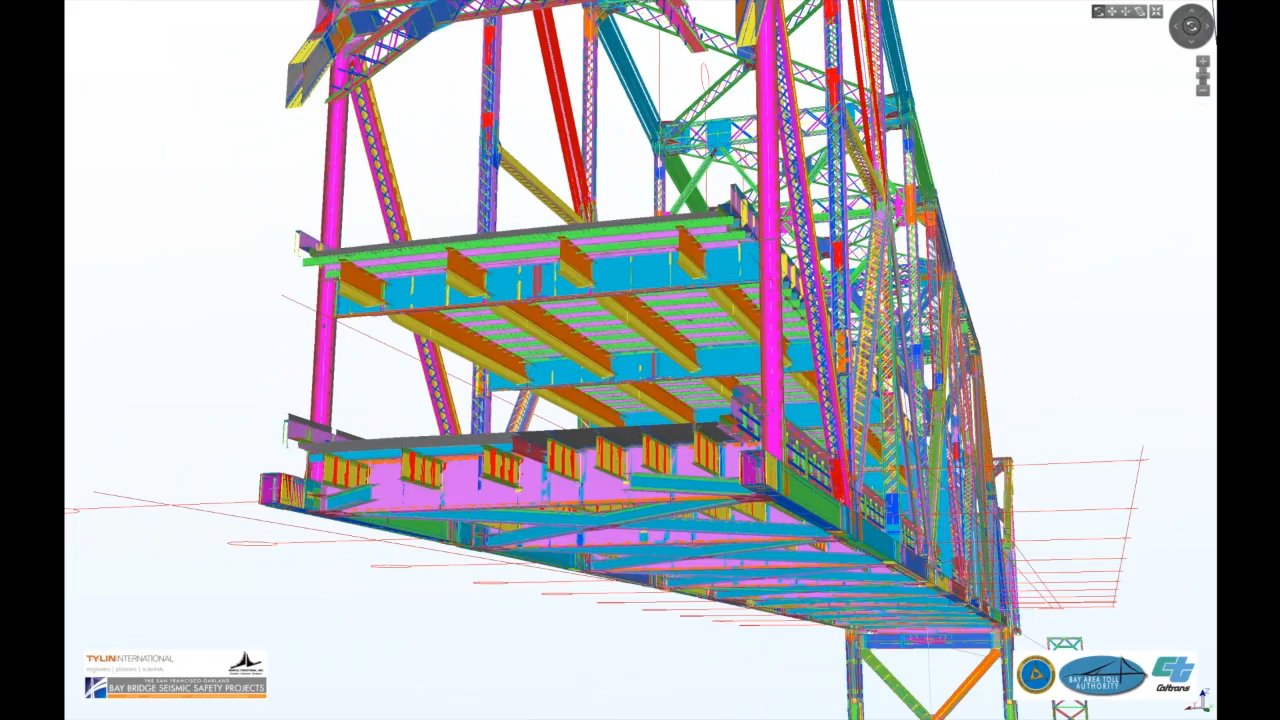 TYLININTERNATIONAL
engineers | planners | scientists
THE SAN FRANCISCO OAKLAND
BAY BRIDGE SEISMIC SAFETY PROJECTS
BAY AREA TOLL
AUTHORITY
Caltrans